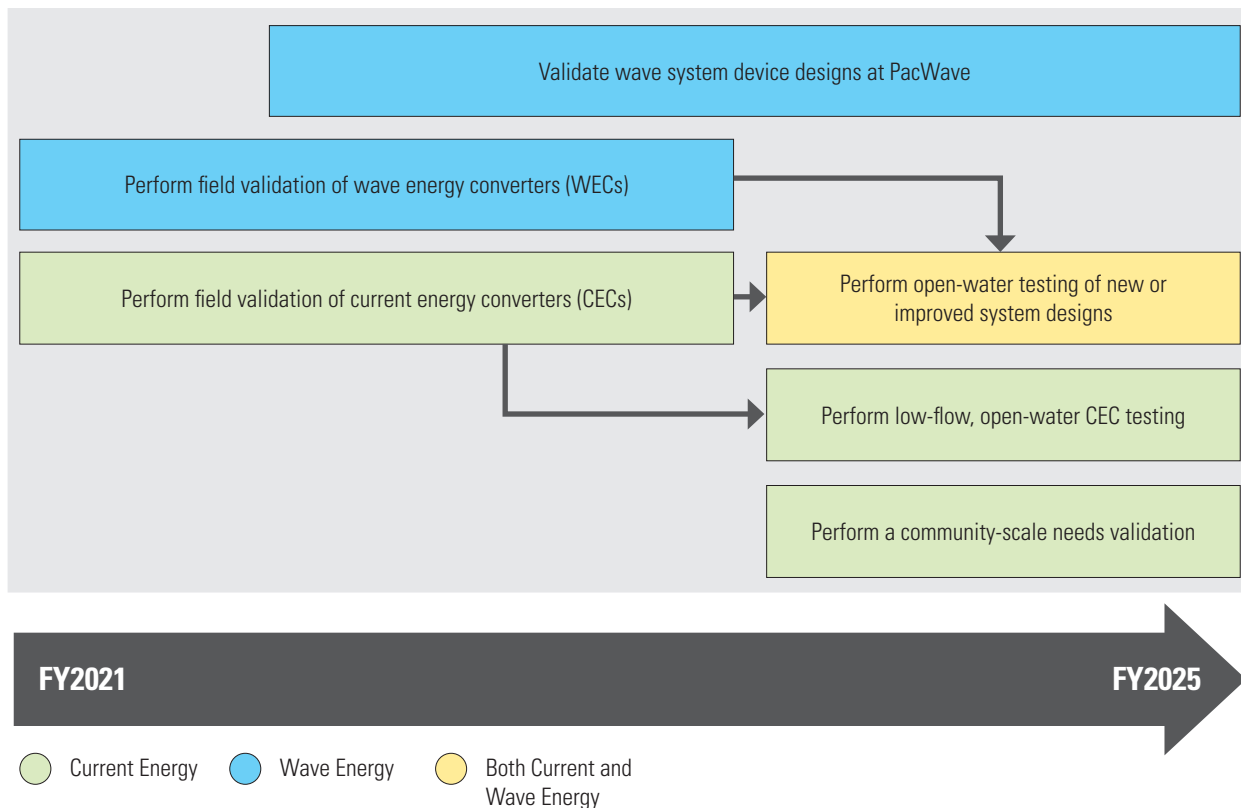 Validate wave system device designs at PacWave
Perform field validation of wave energy converters (WECs)
Perform field validation of current energy converters (CECs)
Perform open-water testing of new or
improved system designs
Perform low-flow, open-water CEC testing
Perform a community-scale needs validation
FY2021
FY2025
Current Energy
Wave Energy
Both Current and
Wave Energy